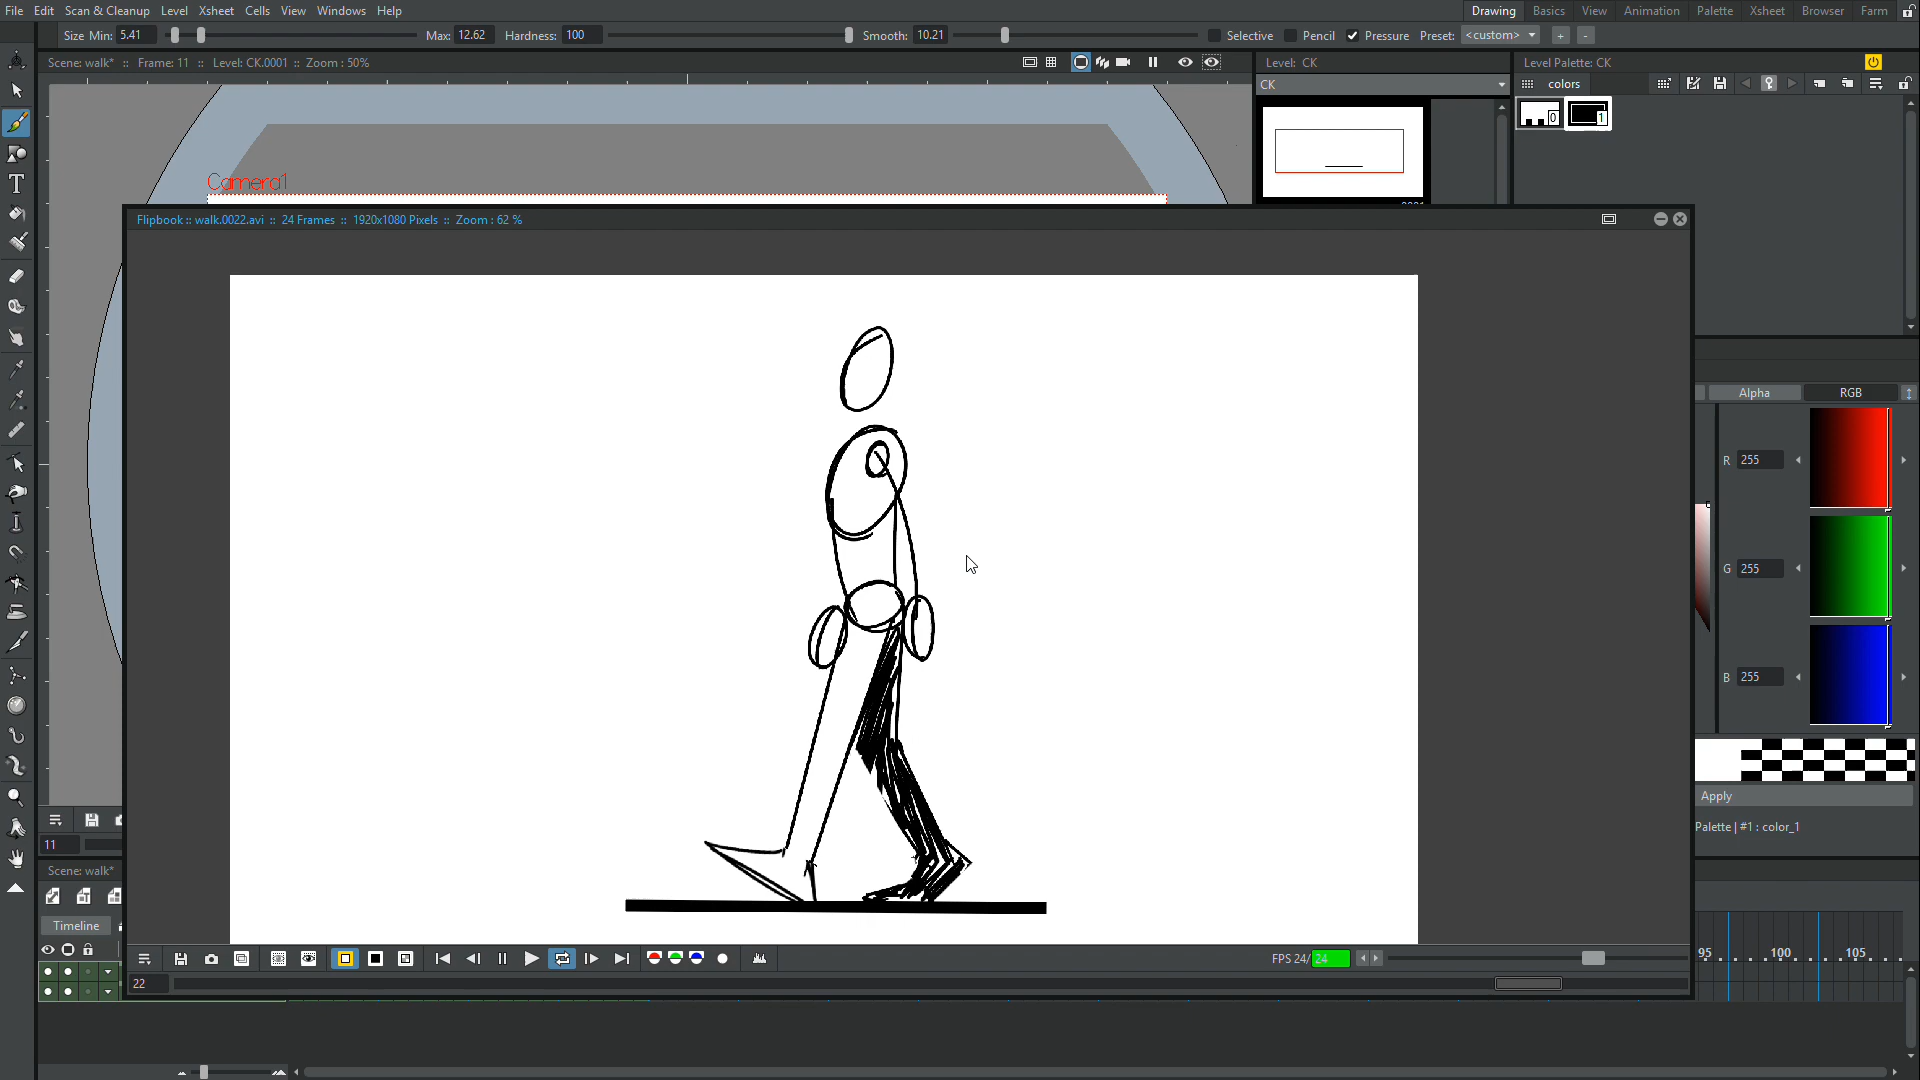 File Edit Scan & Cleanup Level Xsheet Cells View Windows Help
Drawing Basics View Animation Palette Xsheet Browser Farm
Size Min: 5.41 Max: 12.62 Hardness: 100 Smooth: 10.21 Selective Pencil Pressure Preset: <custom> + -
Scene: walk* :: Frame: 11 :: Level: CK.0001 :: Zoom : 50%
Level: CK
Level Palette: CK
CK
colors
0
1
Camera1
Flipbook :: walk.0022.avi :: 24 Frames :: 1920x1080 Pixels :: Zoom : 62 %
Alpha RGB
R 255
G 255
B 255
Apply
Palette | #1 : color_1
11
Scene: walk*
Timeline
95 100 105
FPS 24/ 24
22